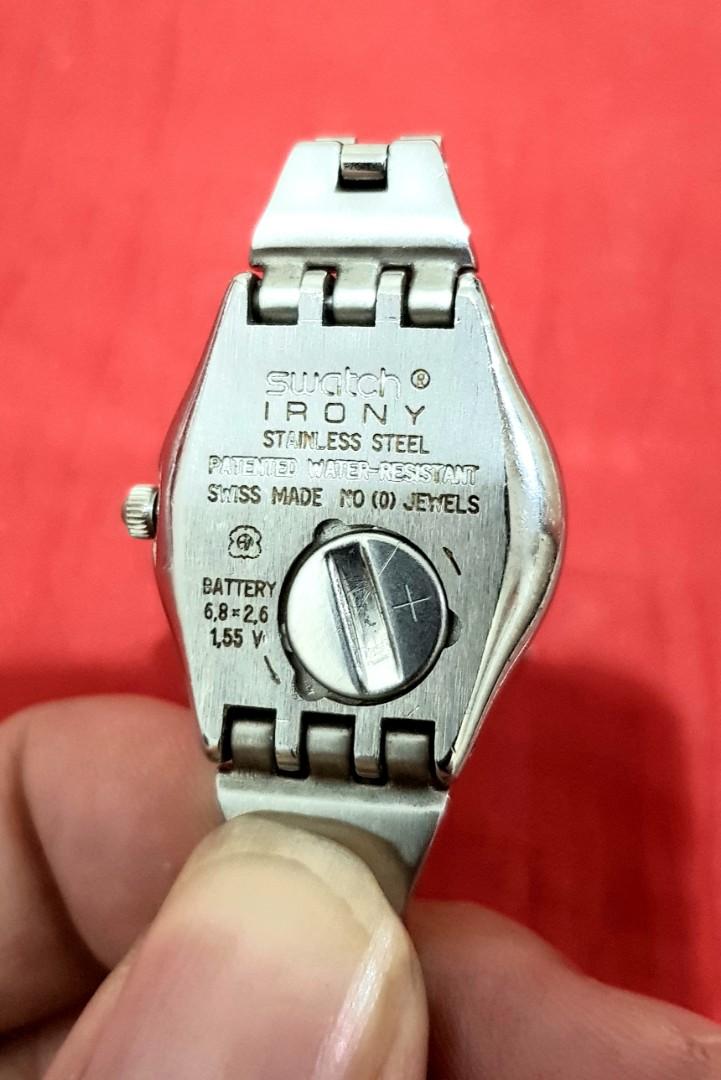 swatch®
IRONY
STAINLESS STEEL
PATENTED WATER-RESISTANT
SWISS MADE NO (0) JEWELS
BATTERY
6,8×2,6
1,55 V
+